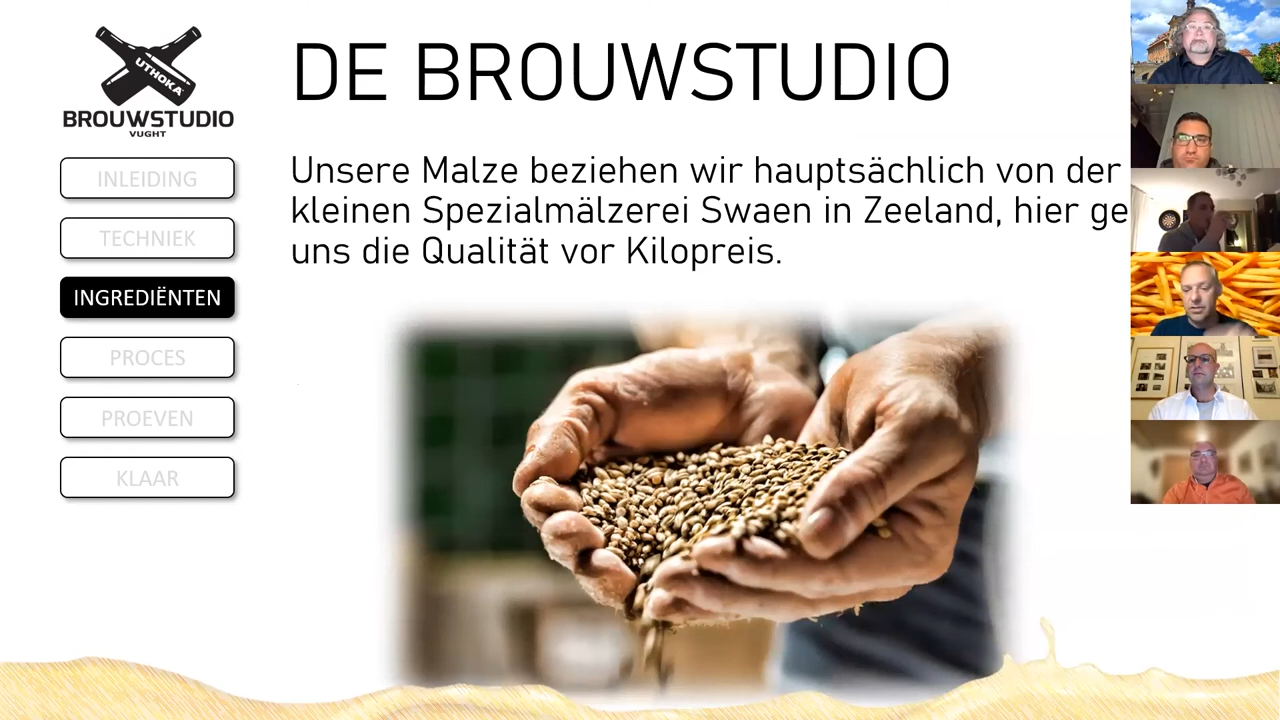 UTHOKA
BROUWSTUDIO
VUGHT
DE BROUWSTUDIO
Unsere Malze beziehen wir hauptsächlich von der
kleinen Spezialmälzerei Swaen in Zeeland, hier ge
uns die Qualität vor Kilopreis.
INLEIDING
TECHNIEK
INGREDIËNTEN
PROCES
PROEVEN
KLAAR